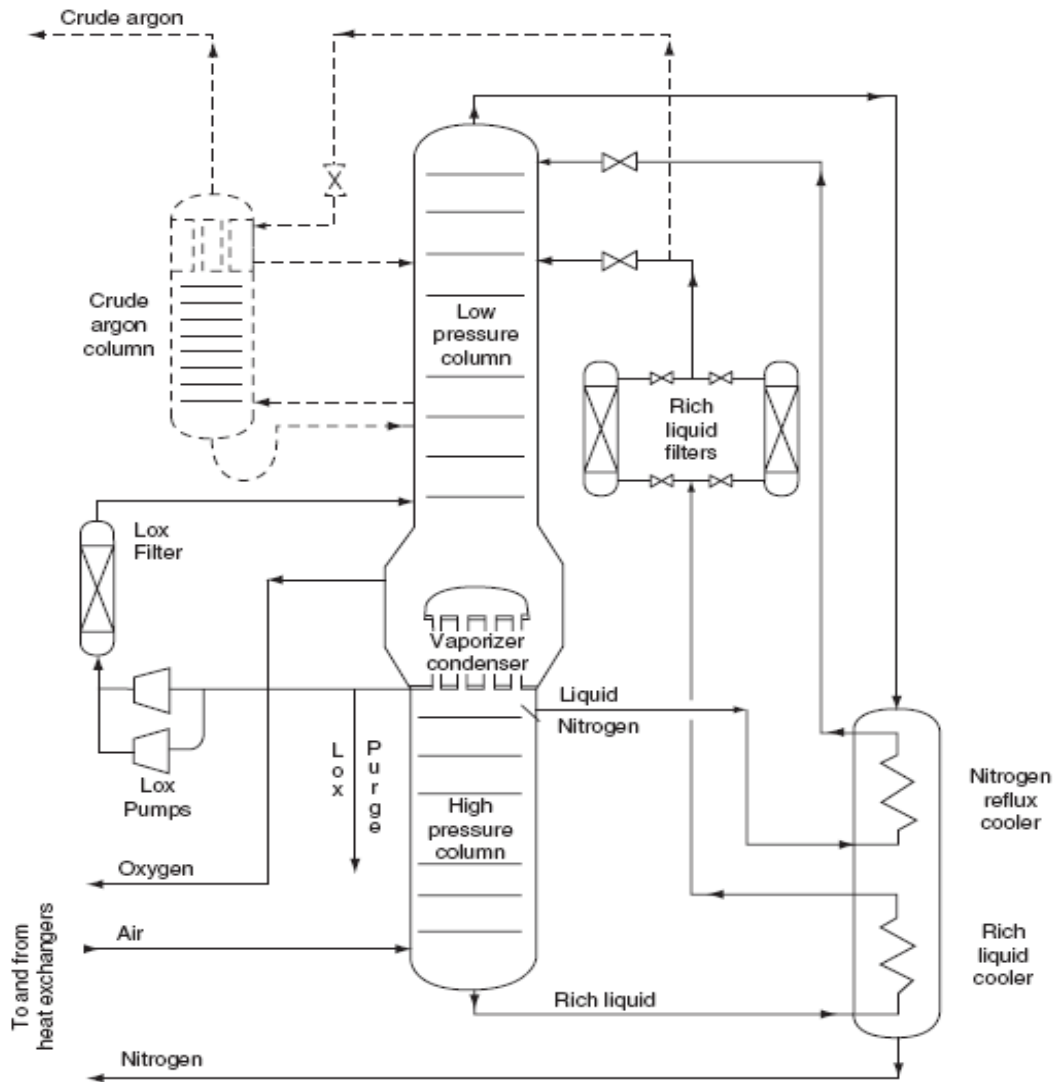 Crude argon
Crude
argon
column
Low
pressure
column
Rich
liquid
filters
Lox
Filter
Vaporizer
condenser
Liquid
Nitrogen
Lox
Purge
Lox
Pumps
High
pressure
column
Nitrogen
reflux
cooler
Oxygen
Air
Rich
liquid
cooler
To and from
heat exchangers
Rich liquid
Nitrogen